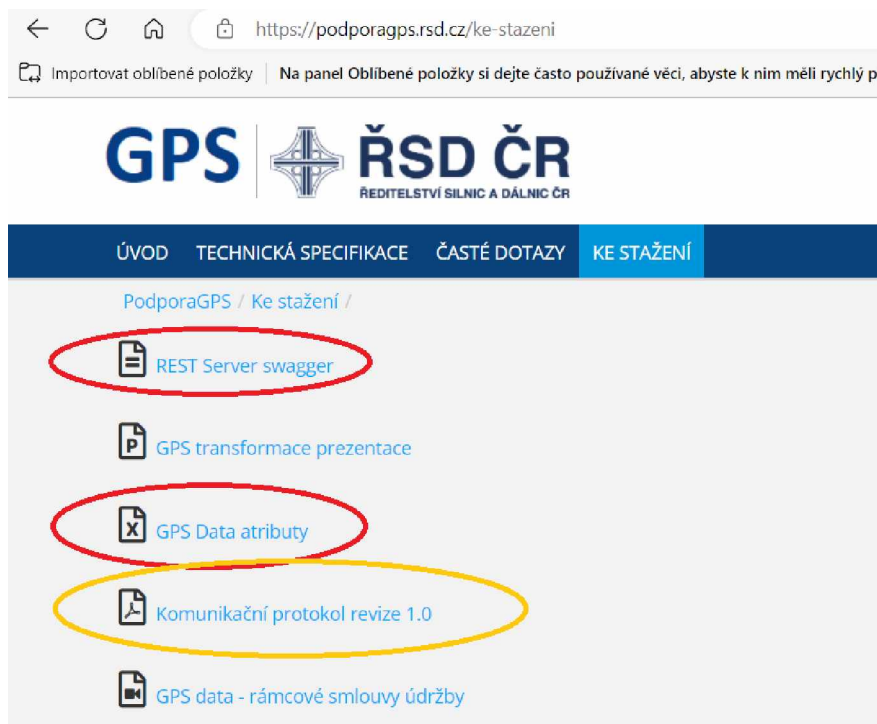 https://podporagps.rsd.cz/ke-stazeni
Importovat oblíbené položky Na panel Oblíbené položky si dejte často používané věci, abyste k nim měli rychlý p
GPS ŘSD ČR
ŘEDITELSTVÍ SILNIC A DÁLNIC ČR
ÚVOD TECHNICKÁ SPECIFIKACE ČASTÉ DOTAZY KE STAŽENÍ
PodporaGPS / Ke stažení /
REST Server swagger
P GPS transformace prezentace
X GPS Data atributy
Komunikační protokol revize 1.0
GPS data - rámcové smlouvy údržby